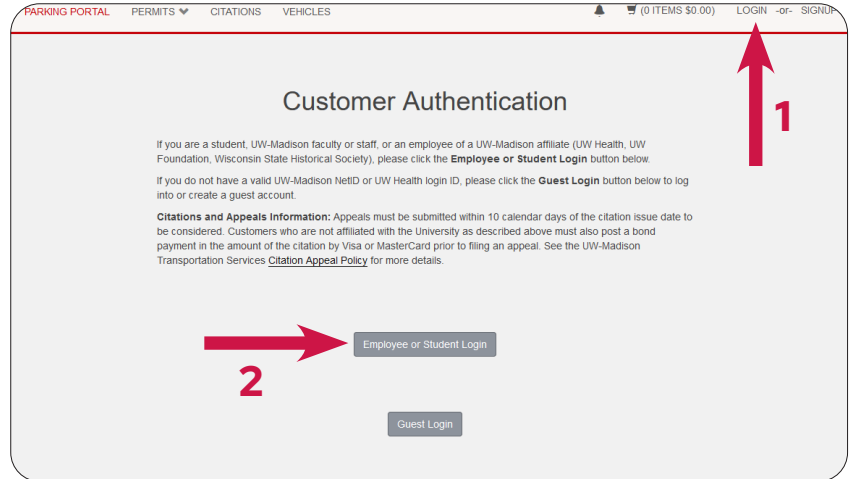 PARKING PORTAL PERMITS CITATIONS VEHICLES (0 ITEMS $0.00) LOGIN -or- SIGNUP
1
Customer Authentication
If you are a student, UW-Madison faculty or staff, or an employee of a UW-Madison affiliate (UW Health, UW
Foundation, Wisconsin State Historical Society), please click the Employee or Student Login button below.
If you do not have a valid UW-Madison NetID or UW Health login ID, please click the Guest Login button below to log
into or create a guest account.
Citations and Appeals Information: Appeals must be submitted within 10 calendar days of the citation issue date to
be considered. Customers who are not affiliated with the University as described above must also post a bond
payment in the amount of the citation by Visa or MasterCard prior to filing an appeal. See the UW-Madison
Transportation Services Citation Appeal Policy for more details.
Employee or Student Login
2
Guest Login